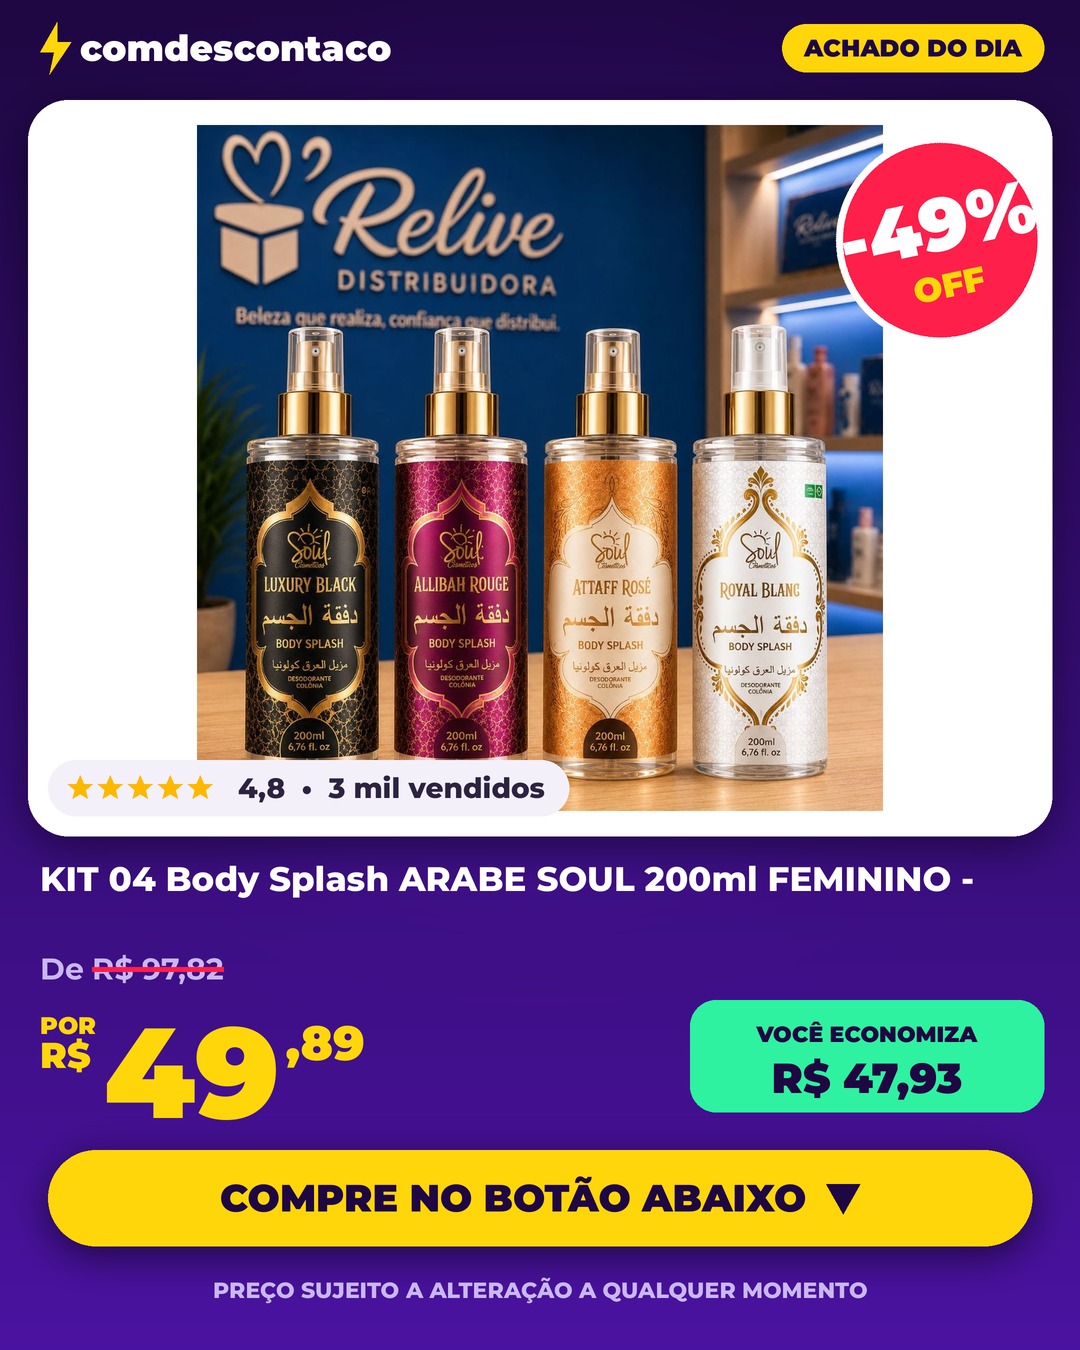 comdescontaco
ACHADO DO DIA
-49%
OFF
Relive
DISTRIBUIDORA
Beleza que realiza, confiança que distribui.
Soul
Cosméticos
LUXURY BLACK
دفقة الجسم
BODY SPLASH
مزيل العرق كولونيا
DESODORANTE
COLÔNIA
200ml
6,76 fl. oz
Soul
Cosméticos
ALLIBAH ROUGE
دفقة الجسم
BODY SPLASH
مزيل العرق كولونيا
DESODORANTE
COLÔNIA
200ml
6,76 fl. oz
Soul
Cosméticos
ATTAFF ROSÉ
دفقة الجسم
BODY SPLASH
مزيل العرق كولونيا
DESODORANTE
COLÔNIA
200ml
6,76 fl. oz
Soul
Cosméticos
ROYAL BLANC
دفقة الجسم
BODY SPLASH
مزيل العرق كولونيا
DESODORANTE
COLÔNIA
200ml
6,76 fl. oz
4,8 • 3 mil vendidos
KIT 04 Body Splash ARABE SOUL 200ml FEMININO -
De R$ 97,82
POR
R$ 49,89
VOCÊ ECONOMIZA
R$ 47,93
COMPRE NO BOTÃO ABAIXO ▼
PREÇO SUJEITO A ALTERAÇÃO A QUALQUER MOMENTO